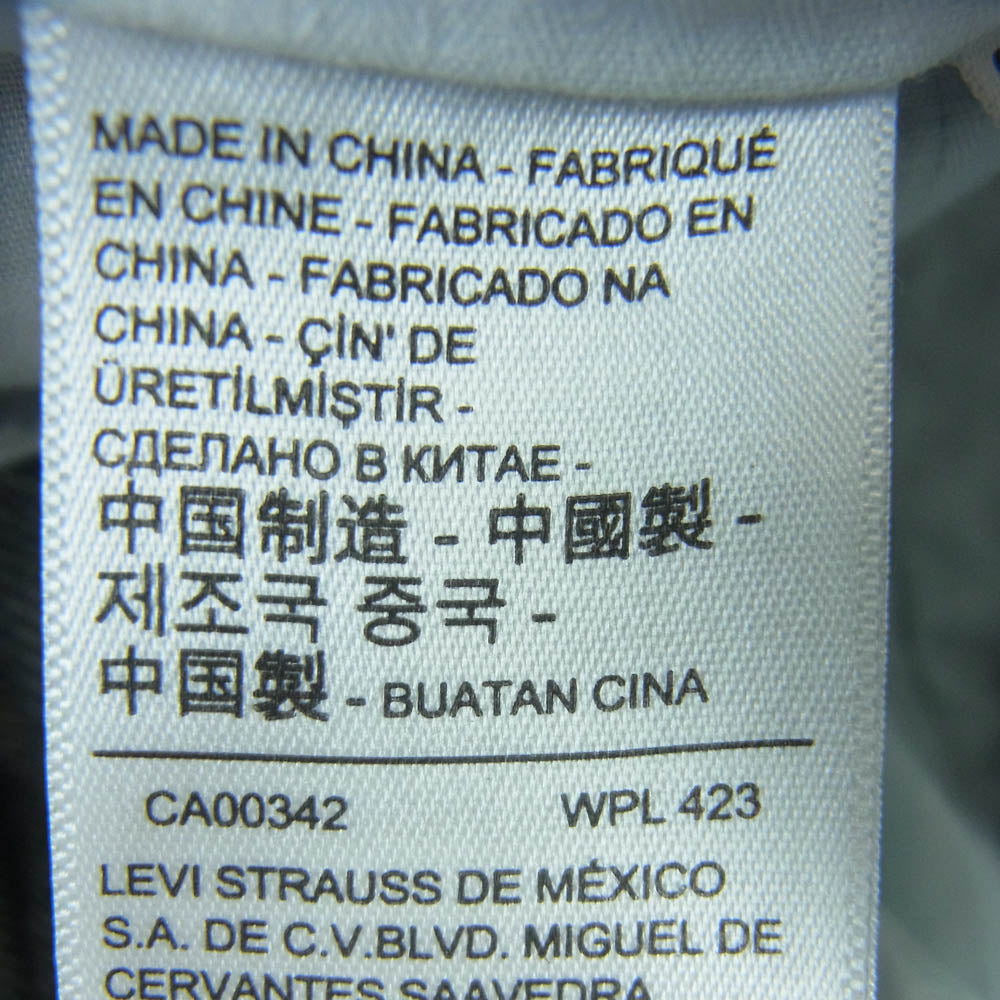 MADE IN CHINA - FABRIQUÉ
EN CHINE - FABRICADO EN
CHINA - FABRICADO NA
CHINA - ÇİN' DE
ÜRETİLMİŞTİR -
СДЕЛАНО В КИТАЕ -
中国制造 - 中國製 -
제조국 중국 -
中国製 - BUATAN CINA
CA00342 WPL 423
LEVI STRAUSS DE MÉXICO
S.A. DE C.V.BLVD. MIGUEL DE
CERVANTES SAAVEDRA